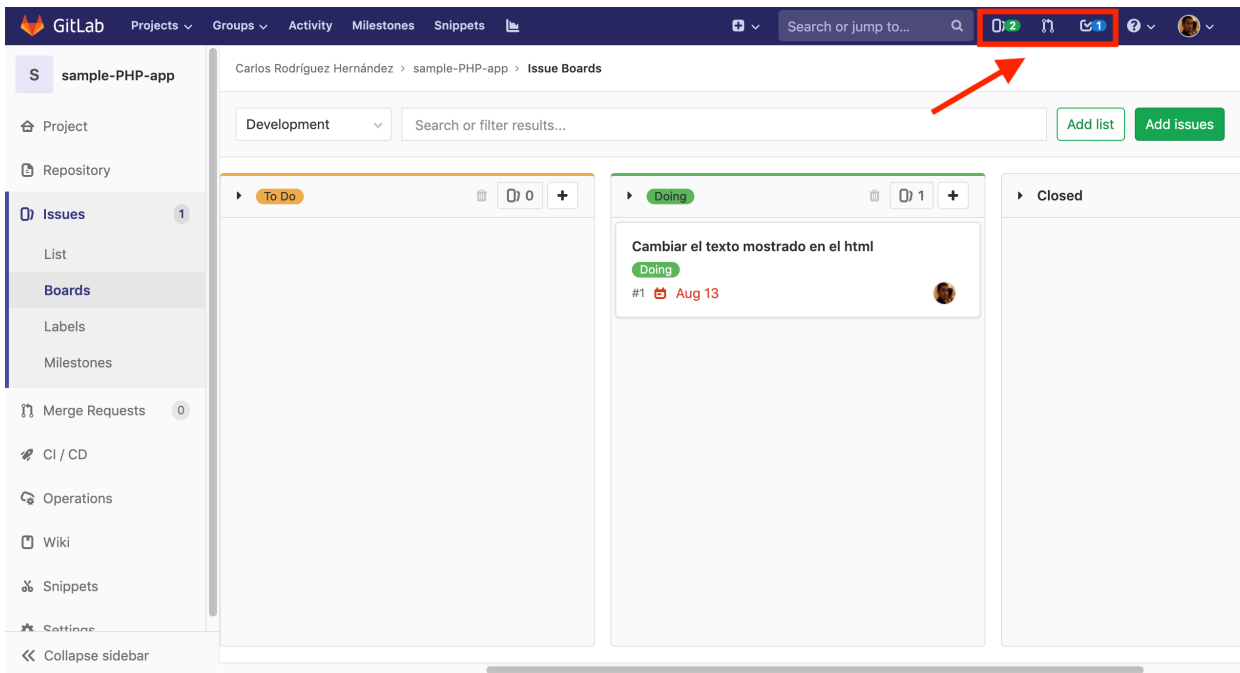 GitLab Projects Groups Activity Milestones Snippets Search or jump to... 2 1
S sample-PHP-app
Carlos Rodríguez Hernández > sample-PHP-app > Issue Boards
Project
Repository
Issues 1
List
Boards
Labels
Milestones
Merge Requests 0
CI / CD
Operations
Wiki
Snippets
Settings
Collapse sidebar
Development Search or filter results... Add list Add issues
To Do 0 +
Doing 1 +
Closed
Cambiar el texto mostrado en el html
Doing
#1 Aug 13